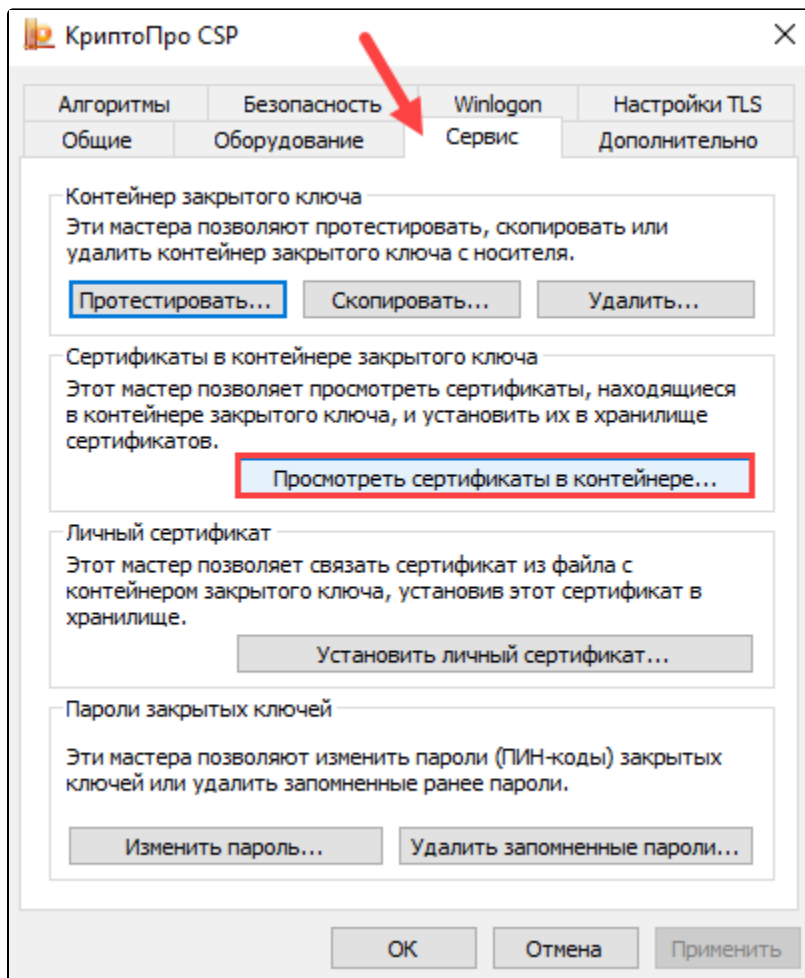 КриптоПро CSP
Алгоритмы Безопасность Winlogon Настройки TLS
Общие Оборудование Сервис Дополнительно
Контейнер закрытого ключа
Эти мастера позволяют протестировать, скопировать или
удалить контейнер закрытого ключа с носителя.
Протестировать... Скопировать... Удалить...
Сертификаты в контейнере закрытого ключа
Этот мастер позволяет просмотреть сертификаты, находящиеся
в контейнере закрытого ключа, и установить их в хранилище
сертификатов.
Просмотреть сертификаты в контейнере...
Личный сертификат
Этот мастер позволяет связать сертификат из файла с
контейнером закрытого ключа, установив этот сертификат в
хранилище.
Установить личный сертификат...
Пароли закрытых ключей
Эти мастера позволяют изменить пароли (ПИН-коды) закрытых
ключей или удалить запомненные ранее пароли.
Изменить пароль... Удалить запомненные пароли...
ОК Отмена Применить